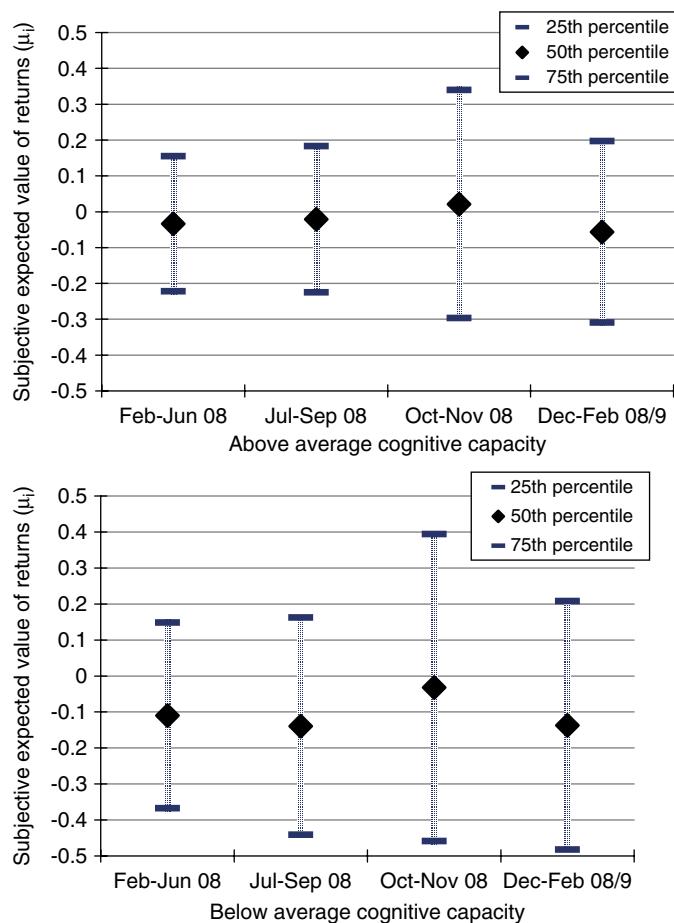 Subjective expected value of returns (μi)
0.5
0.4
0.3
0.2
0.1
0
-0.1
-0.2
-0.3
-0.4
-0.5
25th percentile
50th percentile
75th percentile
Feb-Jun 08 Jul-Sep 08 Oct-Nov 08 Dec-Feb 08/9
Above average cognitive capacity
Subjective expected value of returns (μi)
0.5
0.4
0.3
0.2
0.1
0
-0.1
-0.2
-0.3
-0.4
-0.5
25th percentile
50th percentile
75th percentile
Feb-Jun 08 Jul-Sep 08 Oct-Nov 08 Dec-Feb 08/9
Below average cognitive capacity